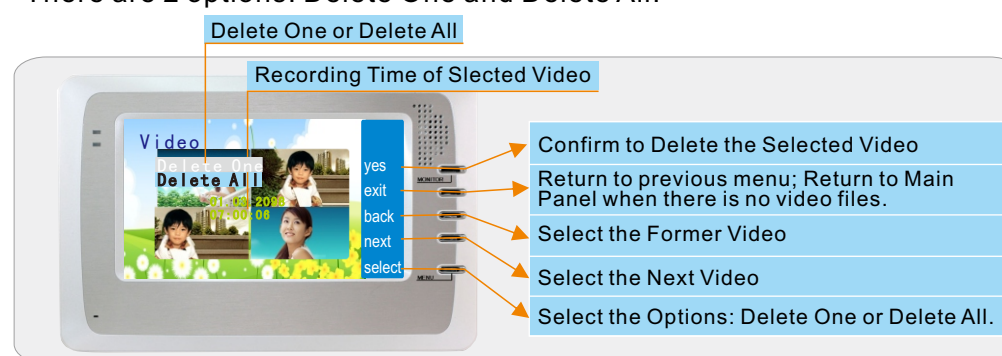 There are 2 options: Delete One and Delete All.
Delete One or Delete All
Recording Time of Slected Video
Video
Delete One
Delete All
07:00:06
yes
exit
back
next
select
MONITOR
MENU
Confirm to Delete the Selected Video
Return to previous menu; Return to Main
Panel when there is no video files.
Select the Former Video
Select the Next Video
Select the Options: Delete One or Delete All.